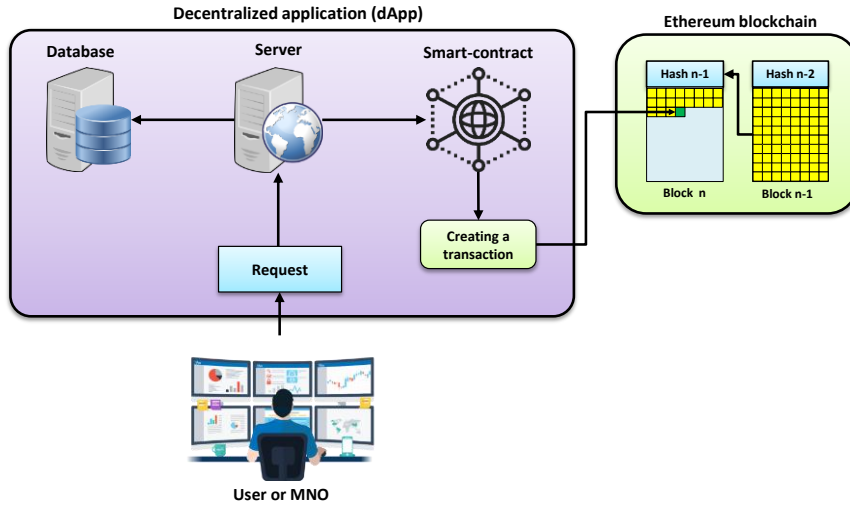 Decentralized application (dApp)
Ethereum blockchain
Database
Server
Smart-contract
Hash n-1
Hash n-2
Block n
Block n-1
Creating a
transaction
Request
User or MNO